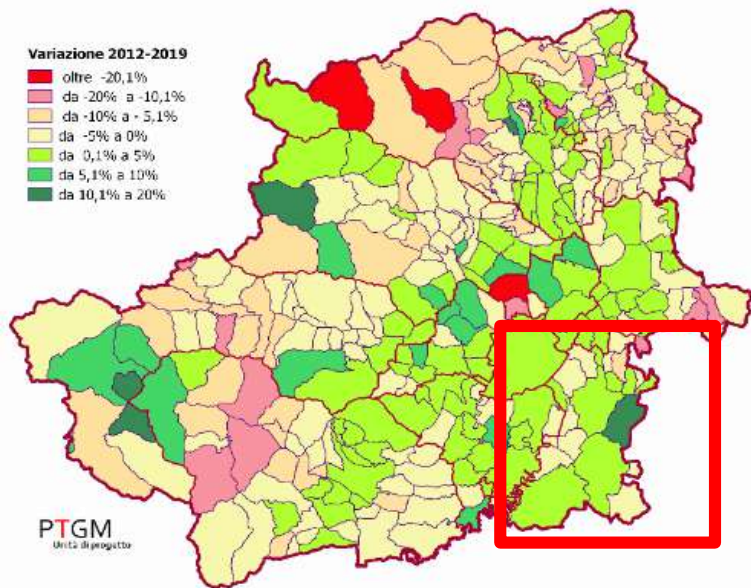 Variazione 2012-2019
oltre -20,1%
da -20% a -10,1%
da -10% a - 5,1%
da -5% a 0%
da 0,1% a 5%
da 5,1% a 10%
da 10,1% a 20%
PTGM
Unità di progetto